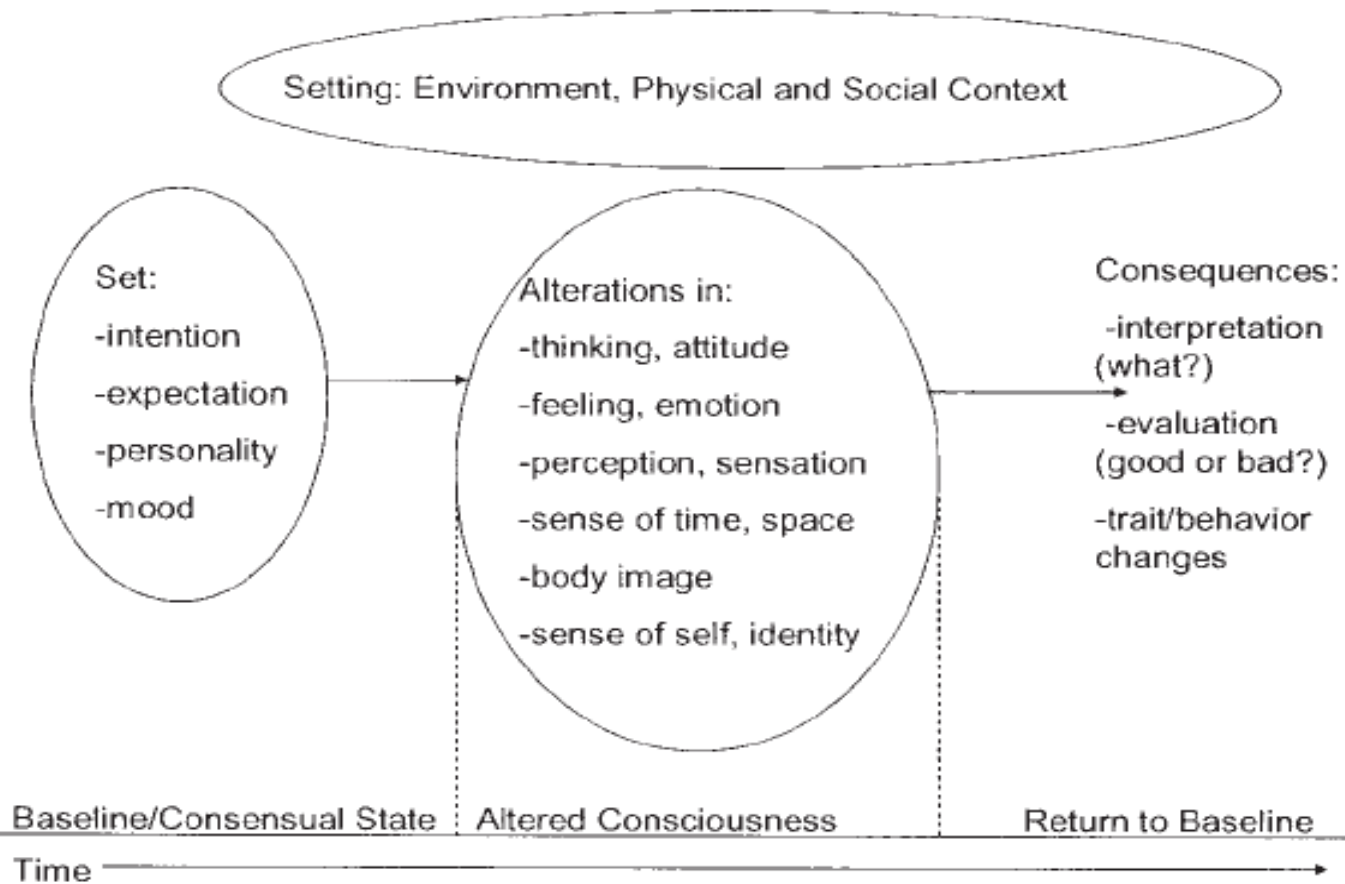 Setting: Environment, Physical and Social Context
Set:
-intention
-expectation
-personality
-mood
Alterations in:
-thinking, attitude
-feeling, emotion
-perception, sensation
-sense of time, space
-body image
-sense of self, identity
Consequences:
-interpretation
(what?)
-evaluation
(good or bad?)
-trait/behavior
changes
Baseline/Consensual State
Altered Consciousness
Return to Baseline
Time